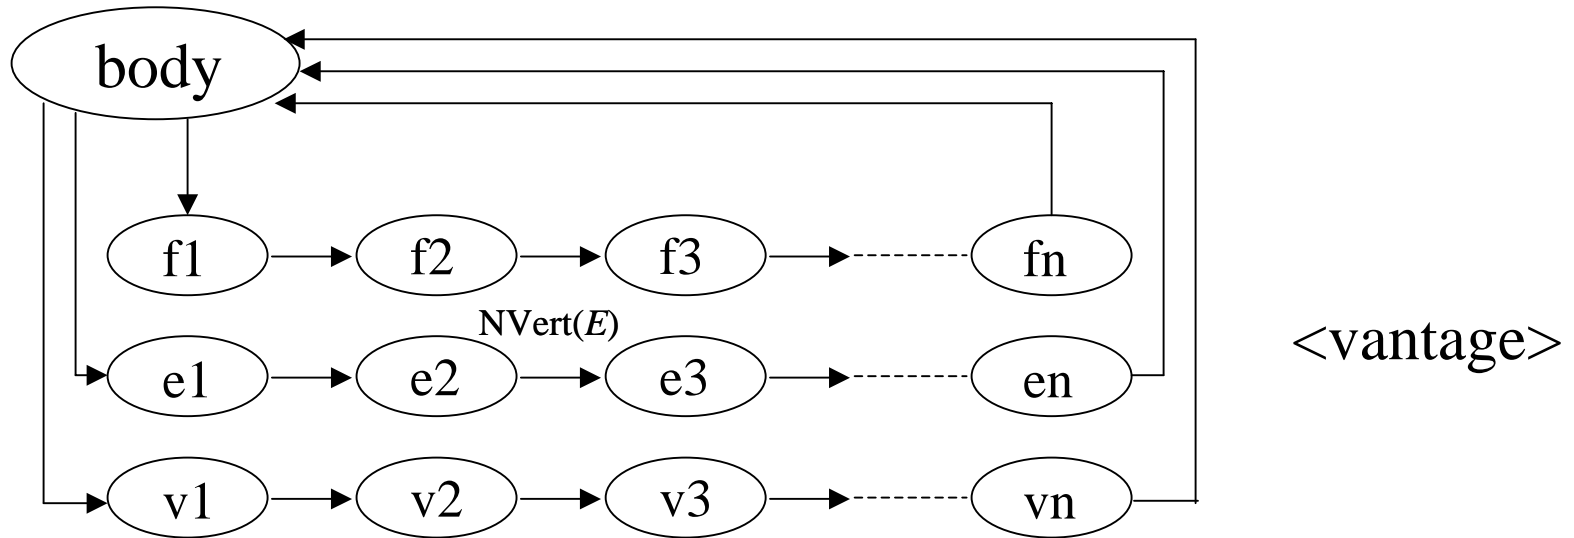 body
f1 f2 f3 fn
NVert(E)
<vantage>
e1 e2 e3 en
v1 v2 v3 vn